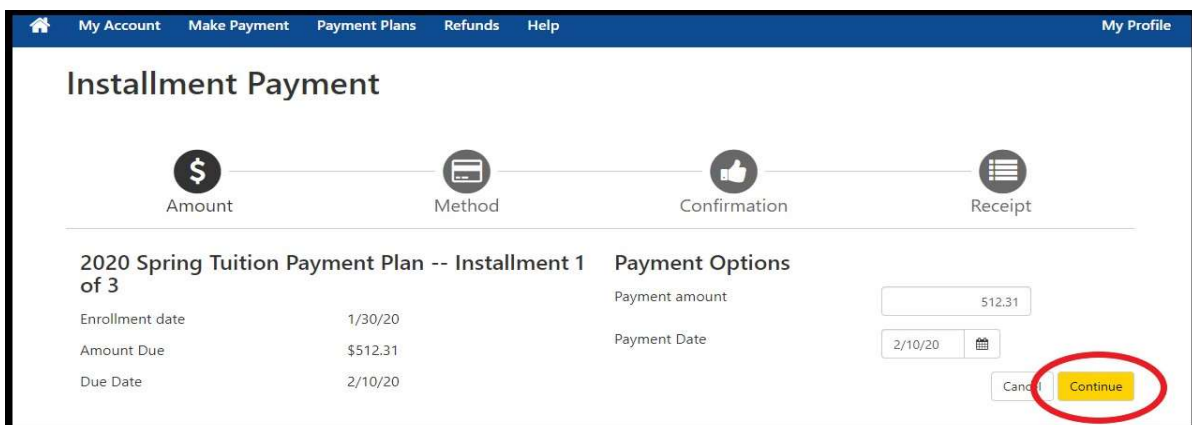 My Account Make Payment Payment Plans Refunds Help My Profile
Installment Payment
$
Amount Method Confirmation Receipt
2020 Spring Tuition Payment Plan -- Installment 1
of 3
Enrollment date 1/30/20
Amount Due $512.31
Due Date 2/10/20
Payment Options
Payment amount 512.31
Payment Date 2/10/20
Cancel Continue